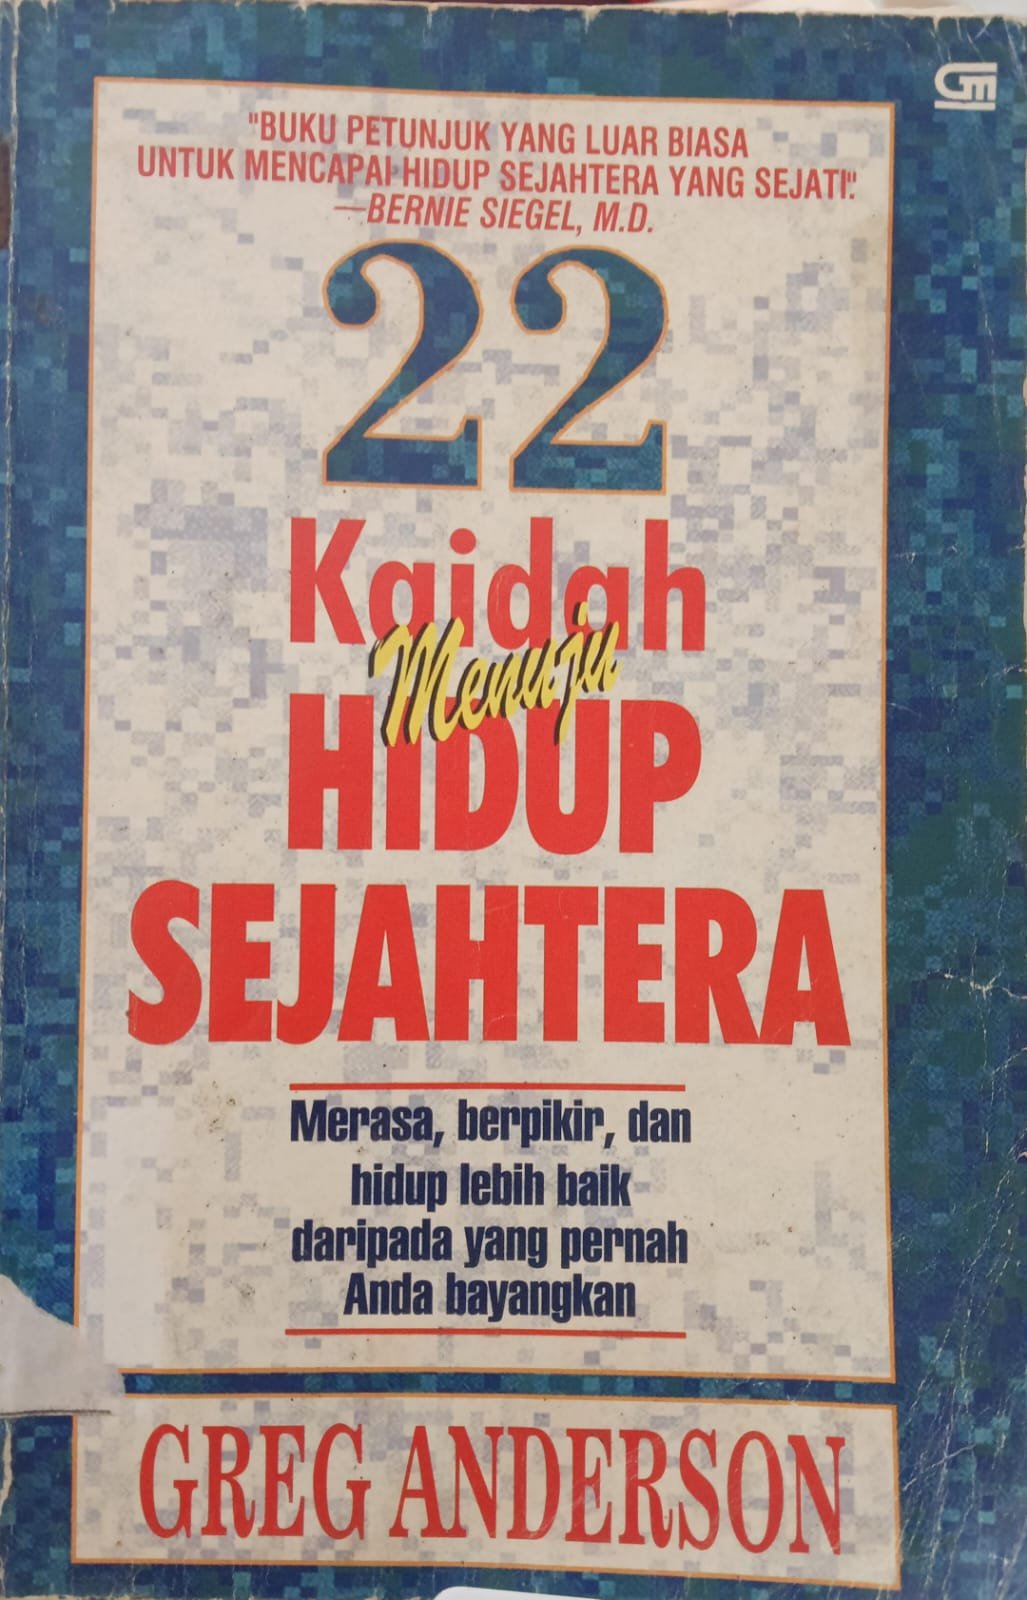 GM
"BUKU PETUNJUK YANG LUAR BIASA
UNTUK MENCAPAI HIDUP SEJAHTERA YANG SEJATI".
—BERNIE SIEGEL, M.D.
22
Kaidah
Menuju
HIDUP
SEJAHTERA
Merasa, berpikir, dan
hidup lebih baik
daripada yang pernah
Anda bayangkan
GREG ANDERSON